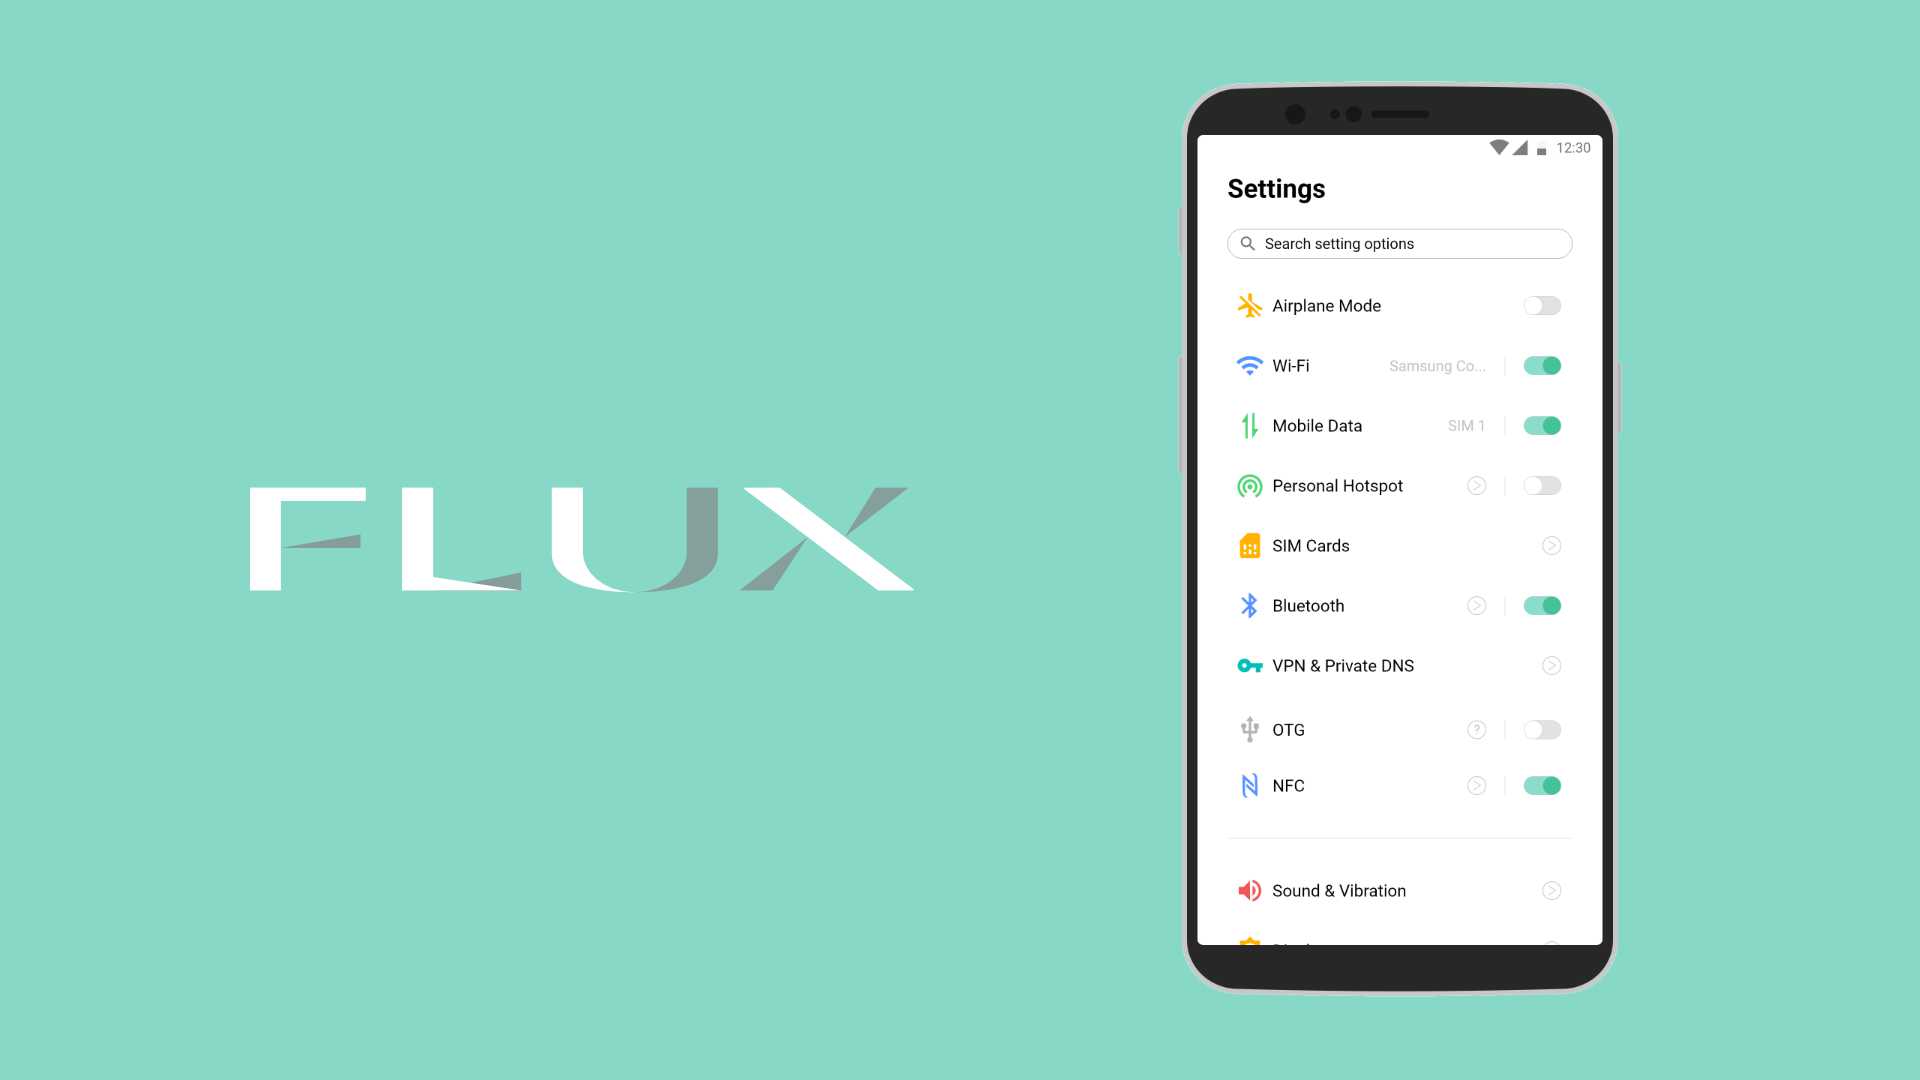 FLUX
12:30
Settings
Search setting options
Airplane Mode
Wi-Fi Samsung Co...
Mobile Data SIM 1
Personal Hotspot
SIM Cards
Bluetooth
VPN & Private DNS
OTG ?
NFC
Sound & Vibration